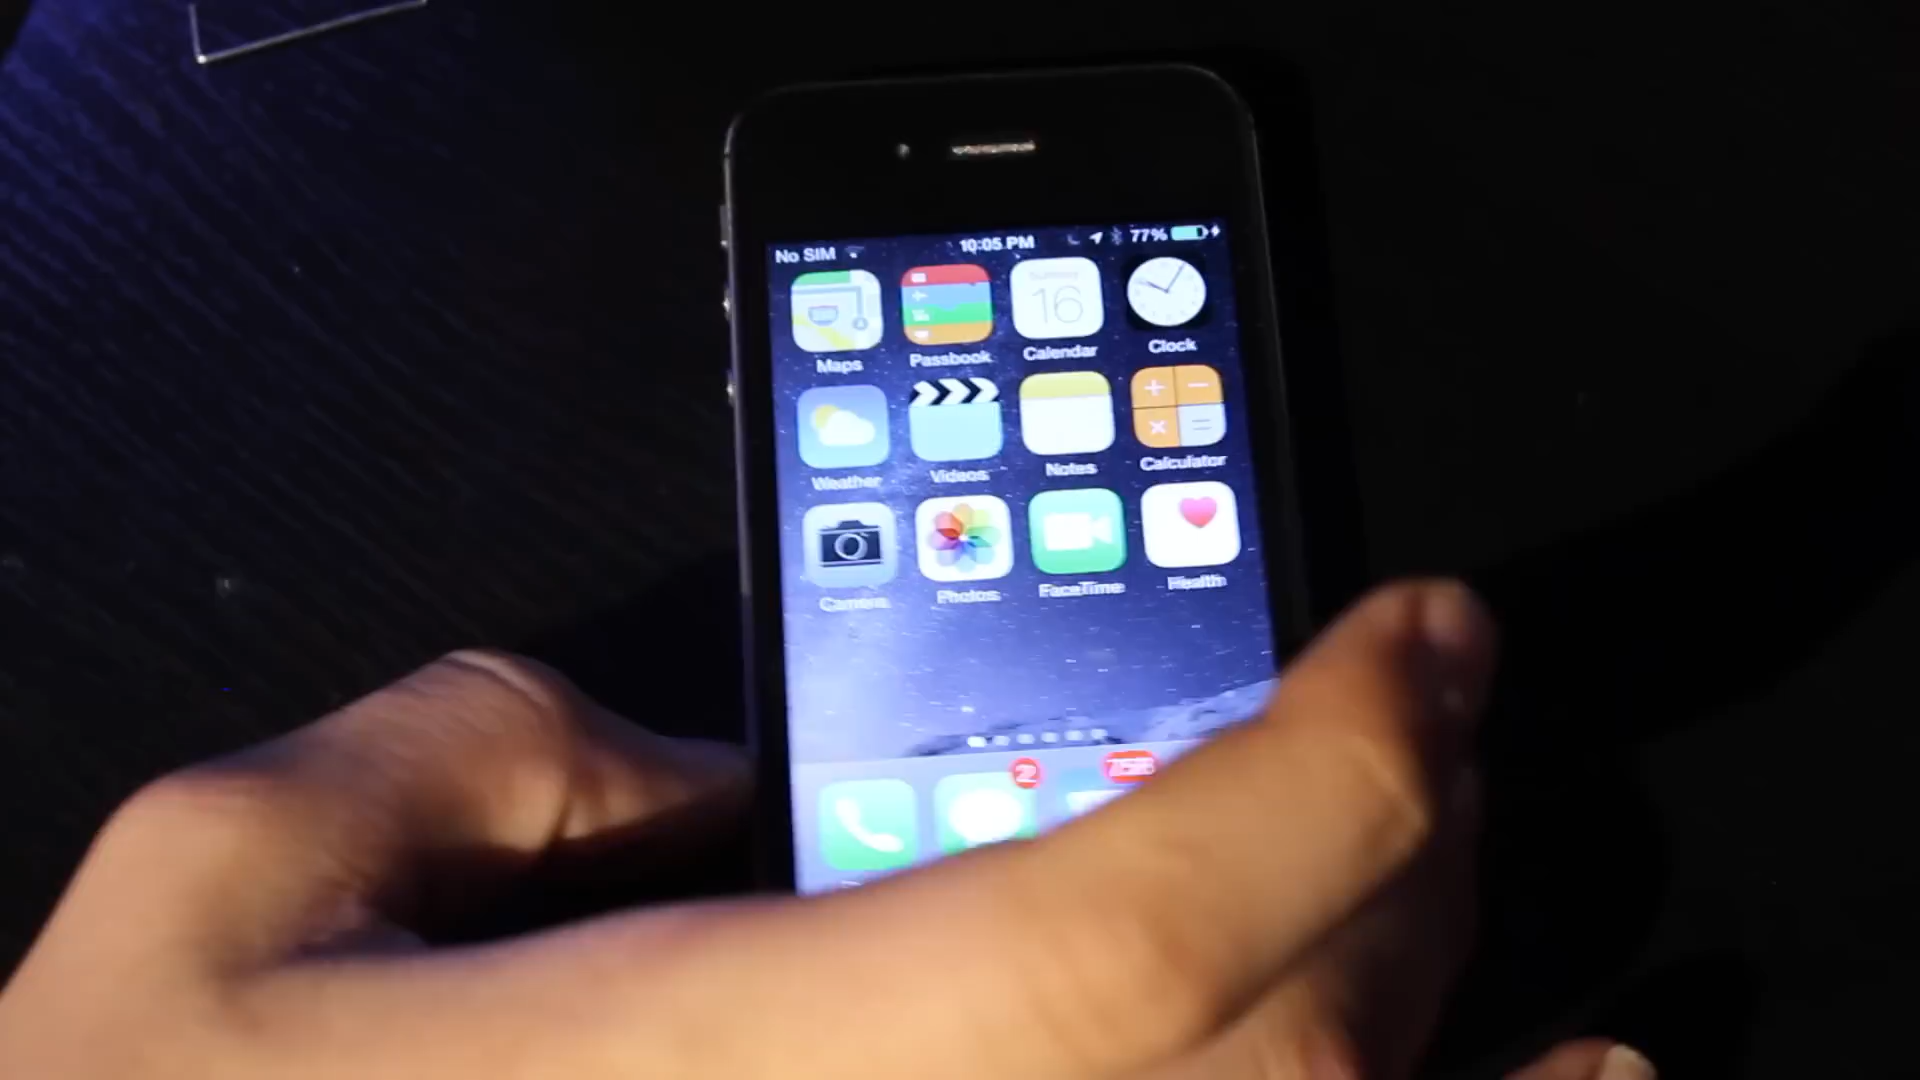 No SIM 10:05 PM 77%
Maps Passbook Calendar Clock
Sunday
16
Weather Videos Notes Calculator
Camera Photos FaceTime Health
2